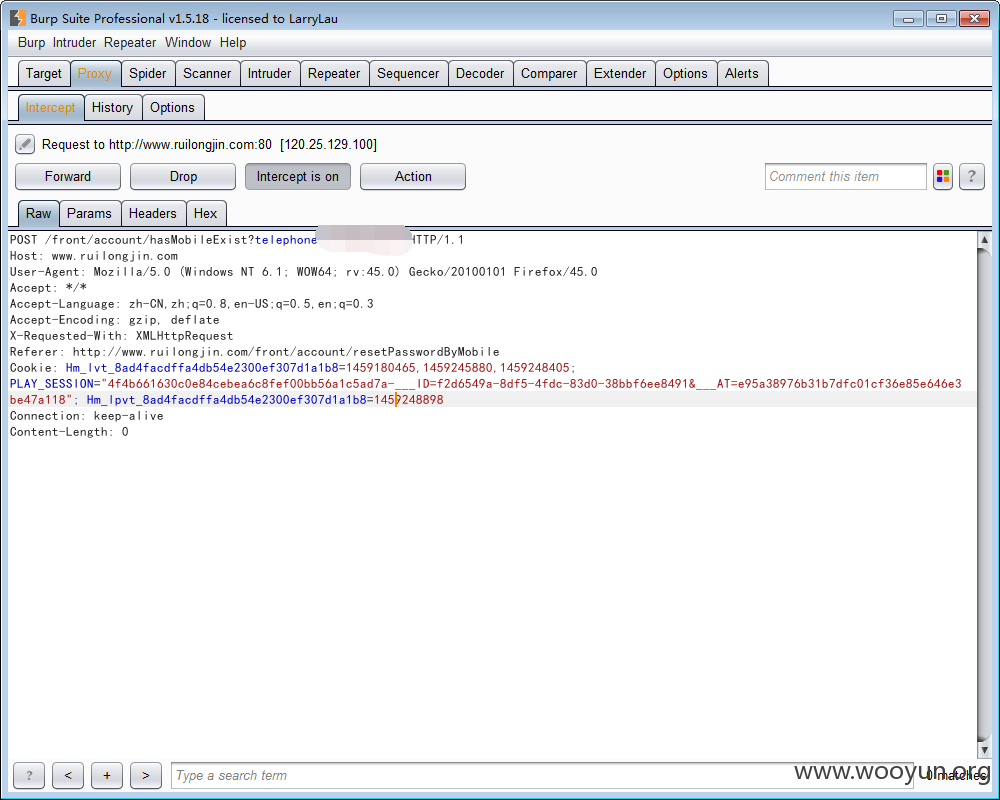 Burp Suite Professional v1.5.18 - licensed to LarryLau
Burp Intruder Repeater Window Help
Target Proxy Spider Scanner Intruder Repeater Sequencer Decoder Comparer Extender Options Alerts
Intercept History Options
Request to http://www.ruilongjin.com:80 [120.25.129.100]
Forward Drop Intercept is on Action Comment this item ?
Raw Params Headers Hex
POST /front/account/hasMobileExist?telephone HTTP/1.1
Host: www.ruilongjin.com
User-Agent: Mozilla/5.0 (Windows NT 6.1; WOW64; rv:45.0) Gecko/20100101 Firefox/45.0
Accept: */*
Accept-Language: zh-CN,zh;q=0.8,en-US;q=0.5,en;q=0.3
Accept-Encoding: gzip, deflate
X-Requested-With: XMLHttpRequest
Referer: http://www.ruilongjin.com/front/account/resetPasswordByMobile
Cookie: Hm_lvt_8ad4facdffa4db54e2300ef307d1a1b8=1459180465,1459245880,1459248405;
PLAY_SESSION="4f4b661630c0e84cebea6c8fef00bb56a1c5ad7a-___ID=f2d6549a-8df5-4fdc-83d0-38bbf6ee8491&___AT=e95a38976b31b7dfc01cf36e85e646e3
be47a118"; Hm_lpvt_8ad4facdffa4db54e2300ef307d1a1b8=1459248898
Connection: keep-alive
Content-Length: 0
? < + > Type a search term 0 matches
www.wooyun.org